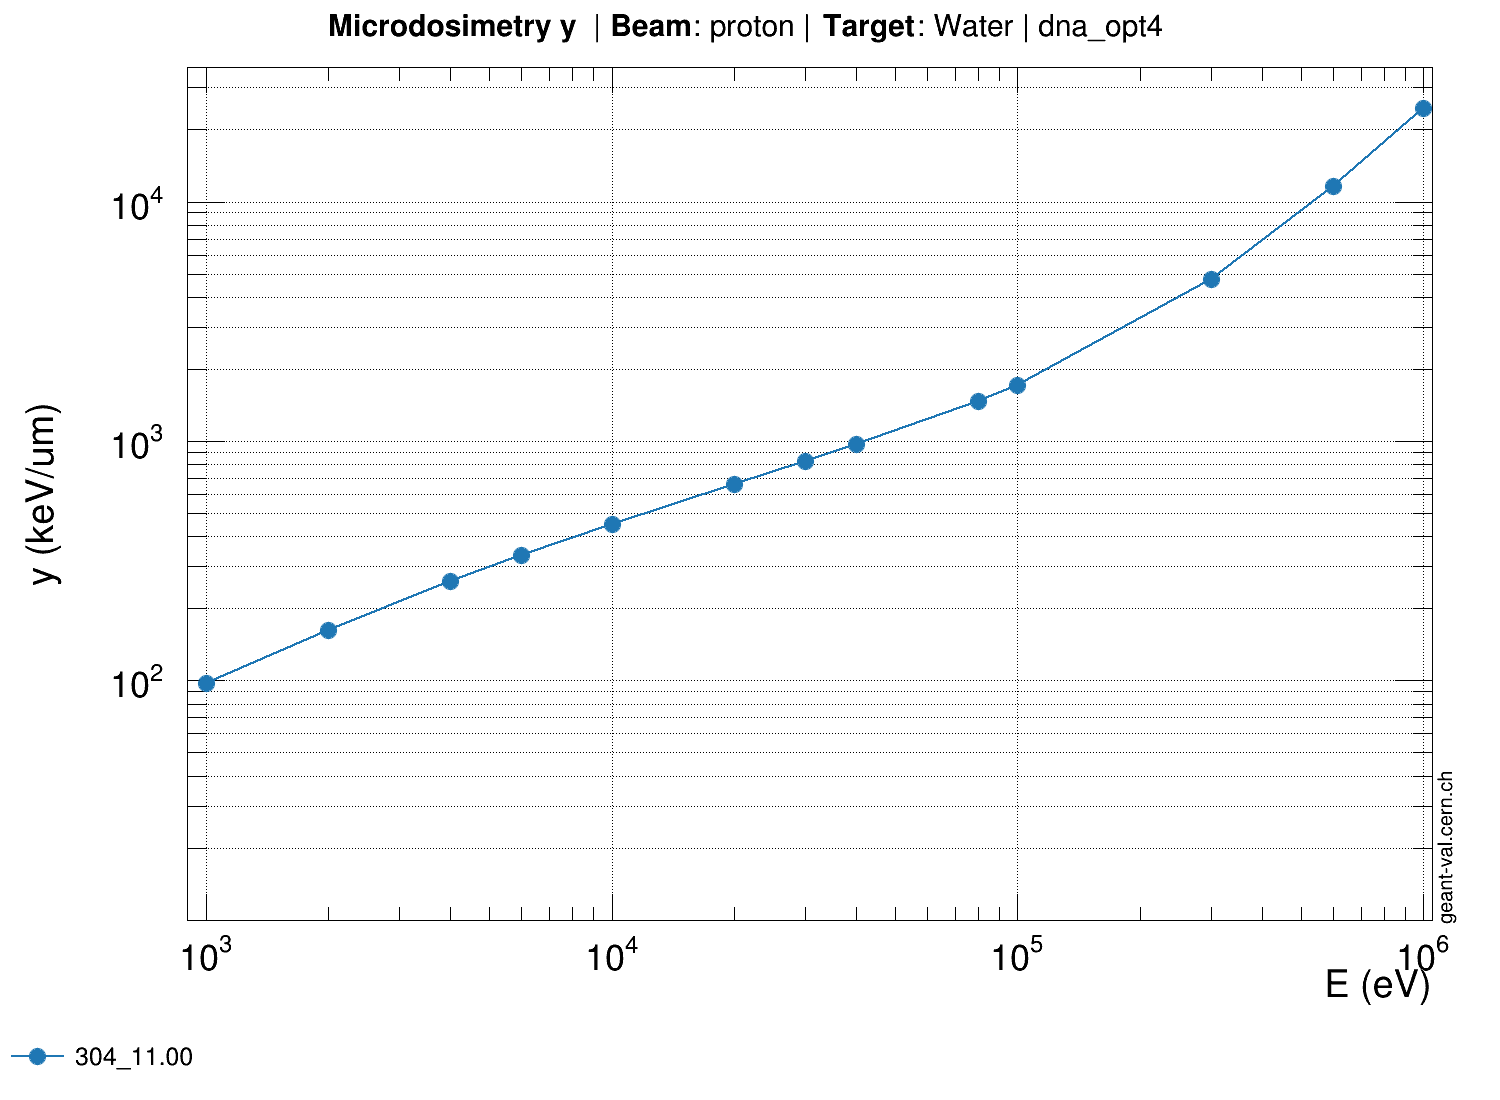 Microdosimetry y | Beam: proton | Target: Water | dna_opt4
y (keV/um)
10^4
10^3
10^2
10^3 10^4 10^5 10^6
E (eV)
geant-val.cern.ch
304_11.00